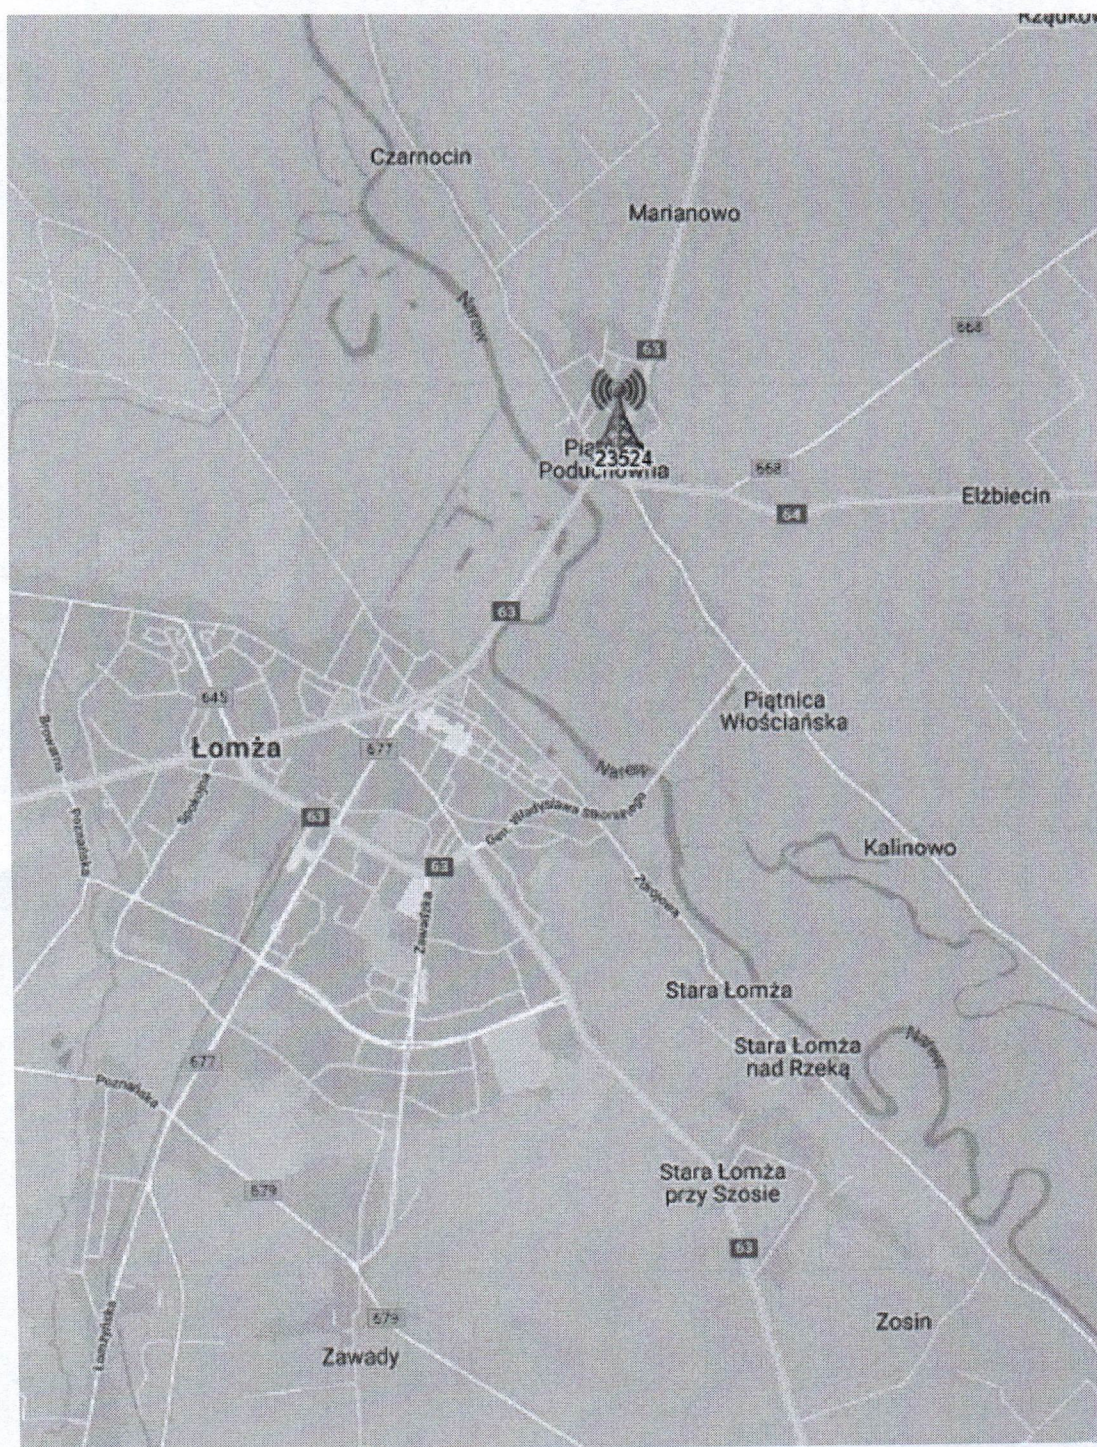 Czarnocin
Marianowo
Narew
668
63
23524
Poduchowna
668
Elżbiecin
64
63
645
Piątnica
Włościańska
Browarna
Łomża
677
Narew
Spokojna
Gen. Władysława Sikorskiego
63
Poznańska
Kalinowo
63
Zbrojowa
Zawadzka
Stara Łomża
Stara Łomża
nad Rzeką
Narew
677
Poznańska
Stara Łomża
przy Szosie
679
63
Łomżyńska
679
Zosin
Zawady